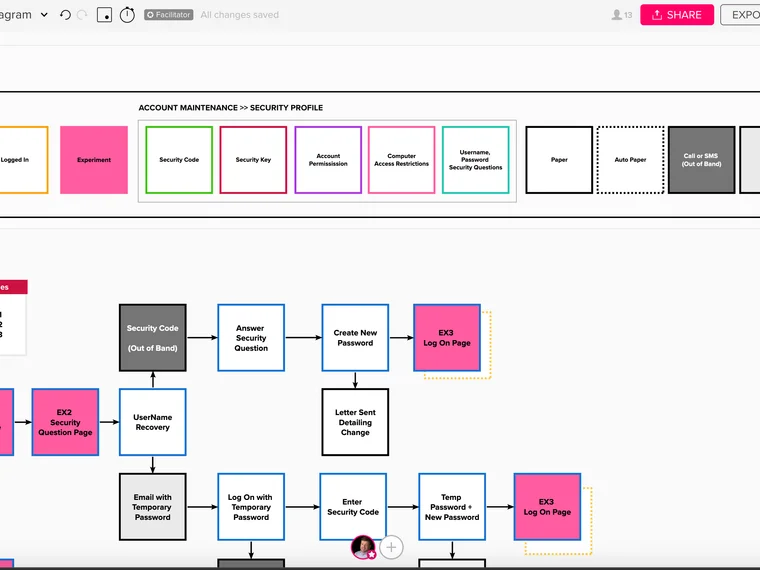 agram
Facilitator
All changes saved
13
SHARE
EXPO
ACCOUNT MAINTENANCE >> SECURITY PROFILE
Logged In
Experiment
Security Code
Security Key
Account
Permisission
Computer
Access Restrictions
Username,
Password
Security Questions
Paper
Auto Paper
Call or SMS
(Out of Band)
es
1
2
3
Security Code
(Out of Band)
Answer
Security
Question
Create New
Password
EX3
Log On Page
EX2
Security
Question Page
UserName
Recovery
Letter Sent
Detailing
Change
Email with
Temporary
Password
Log On with
Temporary
Password
Enter
Security Code
Temp
Password +
New Password
EX3
Log On Page